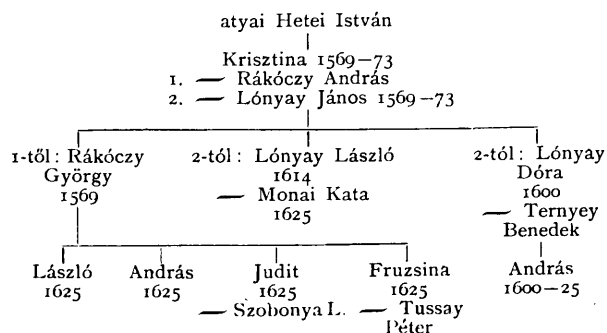 atyai Hetei István
Krisztina 1569–73
1. — Rákóczy András
2. — Lónyay János 1569–73
1-től: Rákóczy
György
1569
2-tól: Lónyay László
1614
— Monai Kata
1625
2-tól: Lónyay
Dóra
1600
— Ternyey
Benedek
László
1625
András
1625
Judit
1625
— Szobonya L.
Fruzsina
1625
— Tussay
Péter
András
1600–25